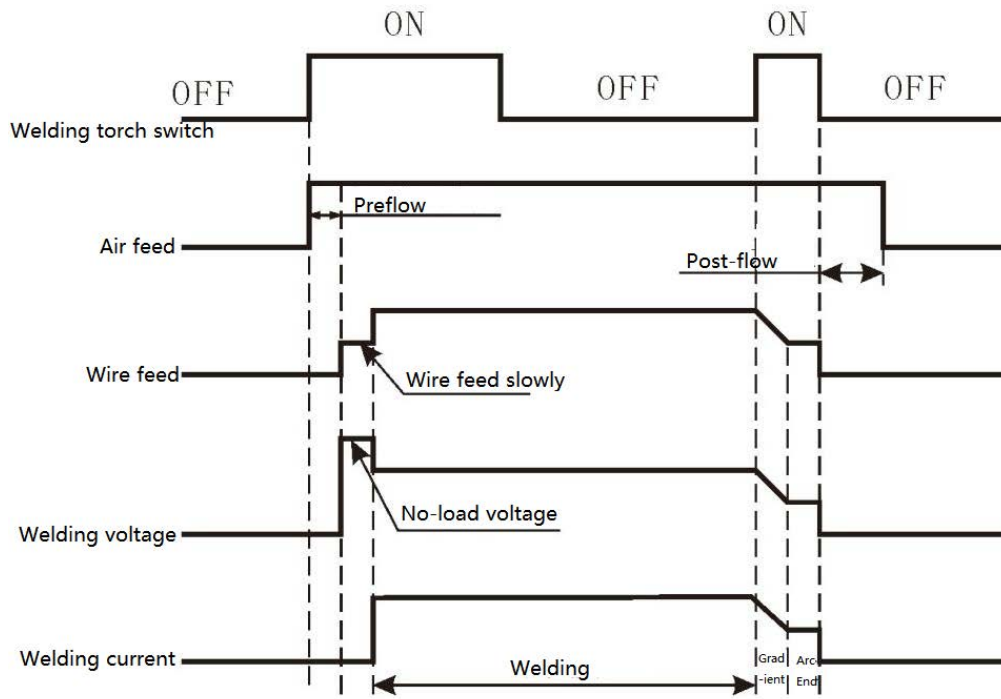 ON
ON
OFF
OFF
OFF
Welding torch switch
Preflow
Air feed
Post-flow
Wire feed
Wire feed slowly
No-load voltage
Welding voltage
Welding current
Welding
Grad
-ient
Arc
End